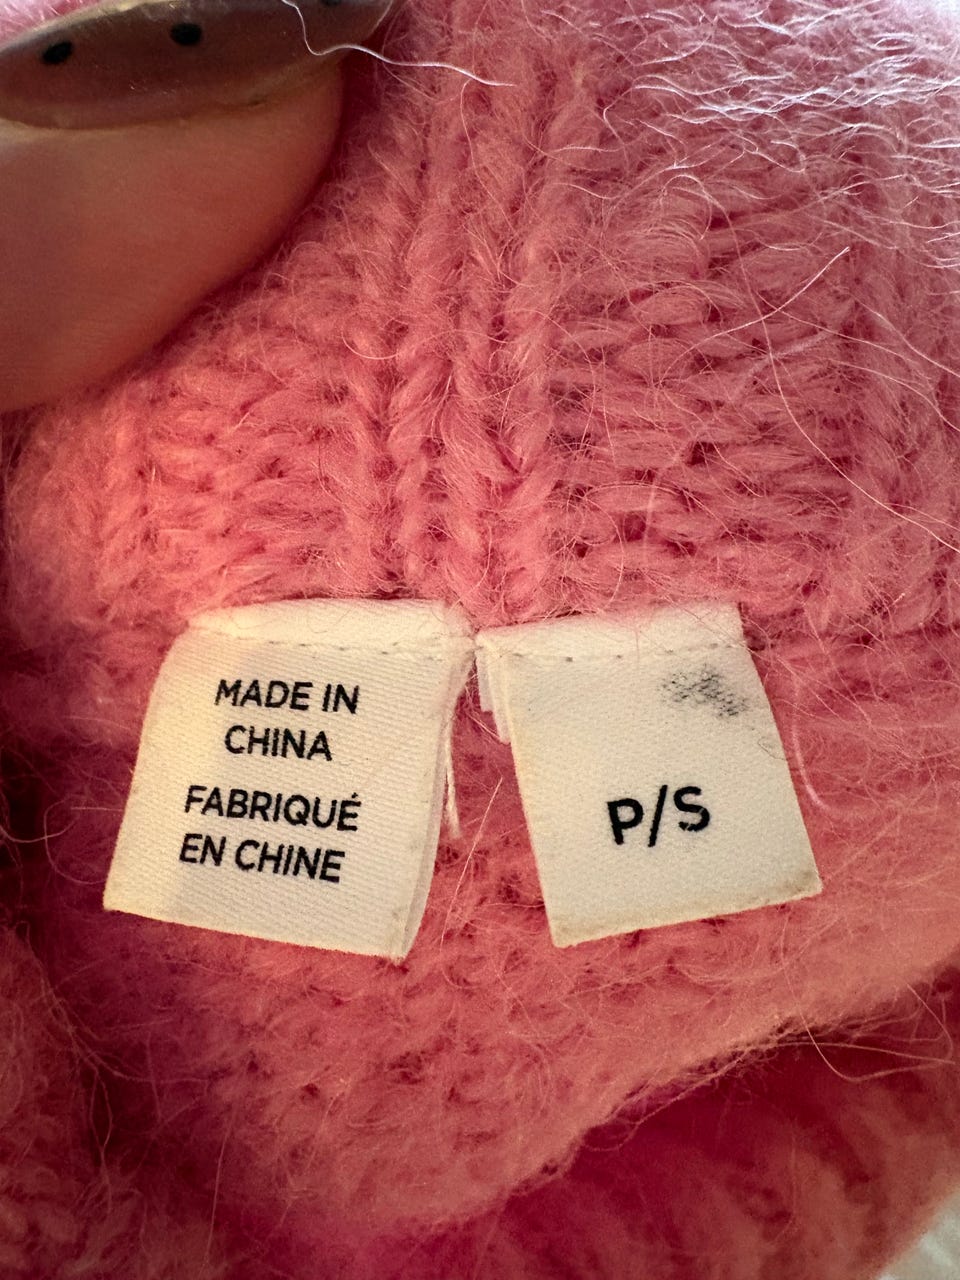 MADE IN
CHINA
FABRIQUÉ
EN CHINE
P/S